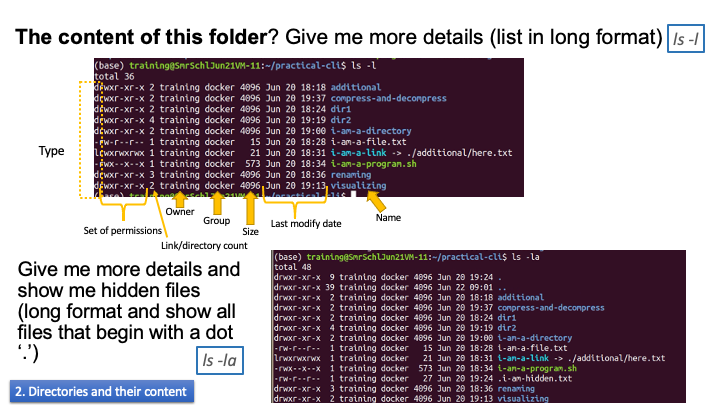 The content of this folder? Give me more details (list in long format) ls -l
(base) training@SmrSchlJun21VM-11:~/practical-cli$ ls -l
total 36
drwxr-xr-x 2 training docker 4096 Jun 20 18:18 additional
drwxr-xr-x 2 training docker 4096 Jun 20 19:37 compress-and-decompress
drwxr-xr-x 2 training docker 4096 Jun 20 18:24 dir1
drwxr-xr-x 4 training docker 4096 Jun 20 19:19 dir2
drwxr-xr-x 2 training docker 4096 Jun 20 19:00 i-am-a-directory
-rw-r--r-- 1 training docker 15 Jun 20 18:28 i-am-a-file.txt
lrwxrwxrwx 1 training docker 21 Jun 20 18:31 i-am-a-link -> ./additional/here.txt
-rwx--x--x 1 training docker 573 Jun 20 18:34 i-am-a-program.sh
drwxr-xr-x 3 training docker 4096 Jun 20 18:36 renaming
drwxr-xr-x 2 training docker 4096 Jun 20 19:13 visualizing
Type
Set of permissions
Link/directory count
Owner
Group
Size
Last modify date
Name
Give me more details and
show me hidden files
(long format and show all
files that begin with a dot
‘.’)
ls -la
(base) training@SmrSchlJun21VM-11:~/practical-cli$ ls -la
total 48
drwxr-xr-x 9 training docker 4096 Jun 20 19:24 .
drwxr-xr-x 39 training docker 4096 Jun 22 09:01 ..
drwxr-xr-x 2 training docker 4096 Jun 20 18:18 additional
drwxr-xr-x 2 training docker 4096 Jun 20 19:37 compress-and-decompress
drwxr-xr-x 2 training docker 4096 Jun 20 18:24 dir1
drwxr-xr-x 4 training docker 4096 Jun 20 19:19 dir2
drwxr-xr-x 2 training docker 4096 Jun 20 19:00 i-am-a-directory
-rw-r--r-- 1 training docker 15 Jun 20 18:28 i-am-a-file.txt
lrwxrwxrwx 1 training docker 21 Jun 20 18:31 i-am-a-link -> ./additional/here.txt
-rwx--x--x 1 training docker 573 Jun 20 18:34 i-am-a-program.sh
-rw-r--r-- 1 training docker 27 Jun 20 19:24 .i-am-hidden.txt
drwxr-xr-x 3 training docker 4096 Jun 20 18:36 renaming
drwxr-xr-x 2 training docker 4096 Jun 20 19:13 visualizing
2. Directories and their content